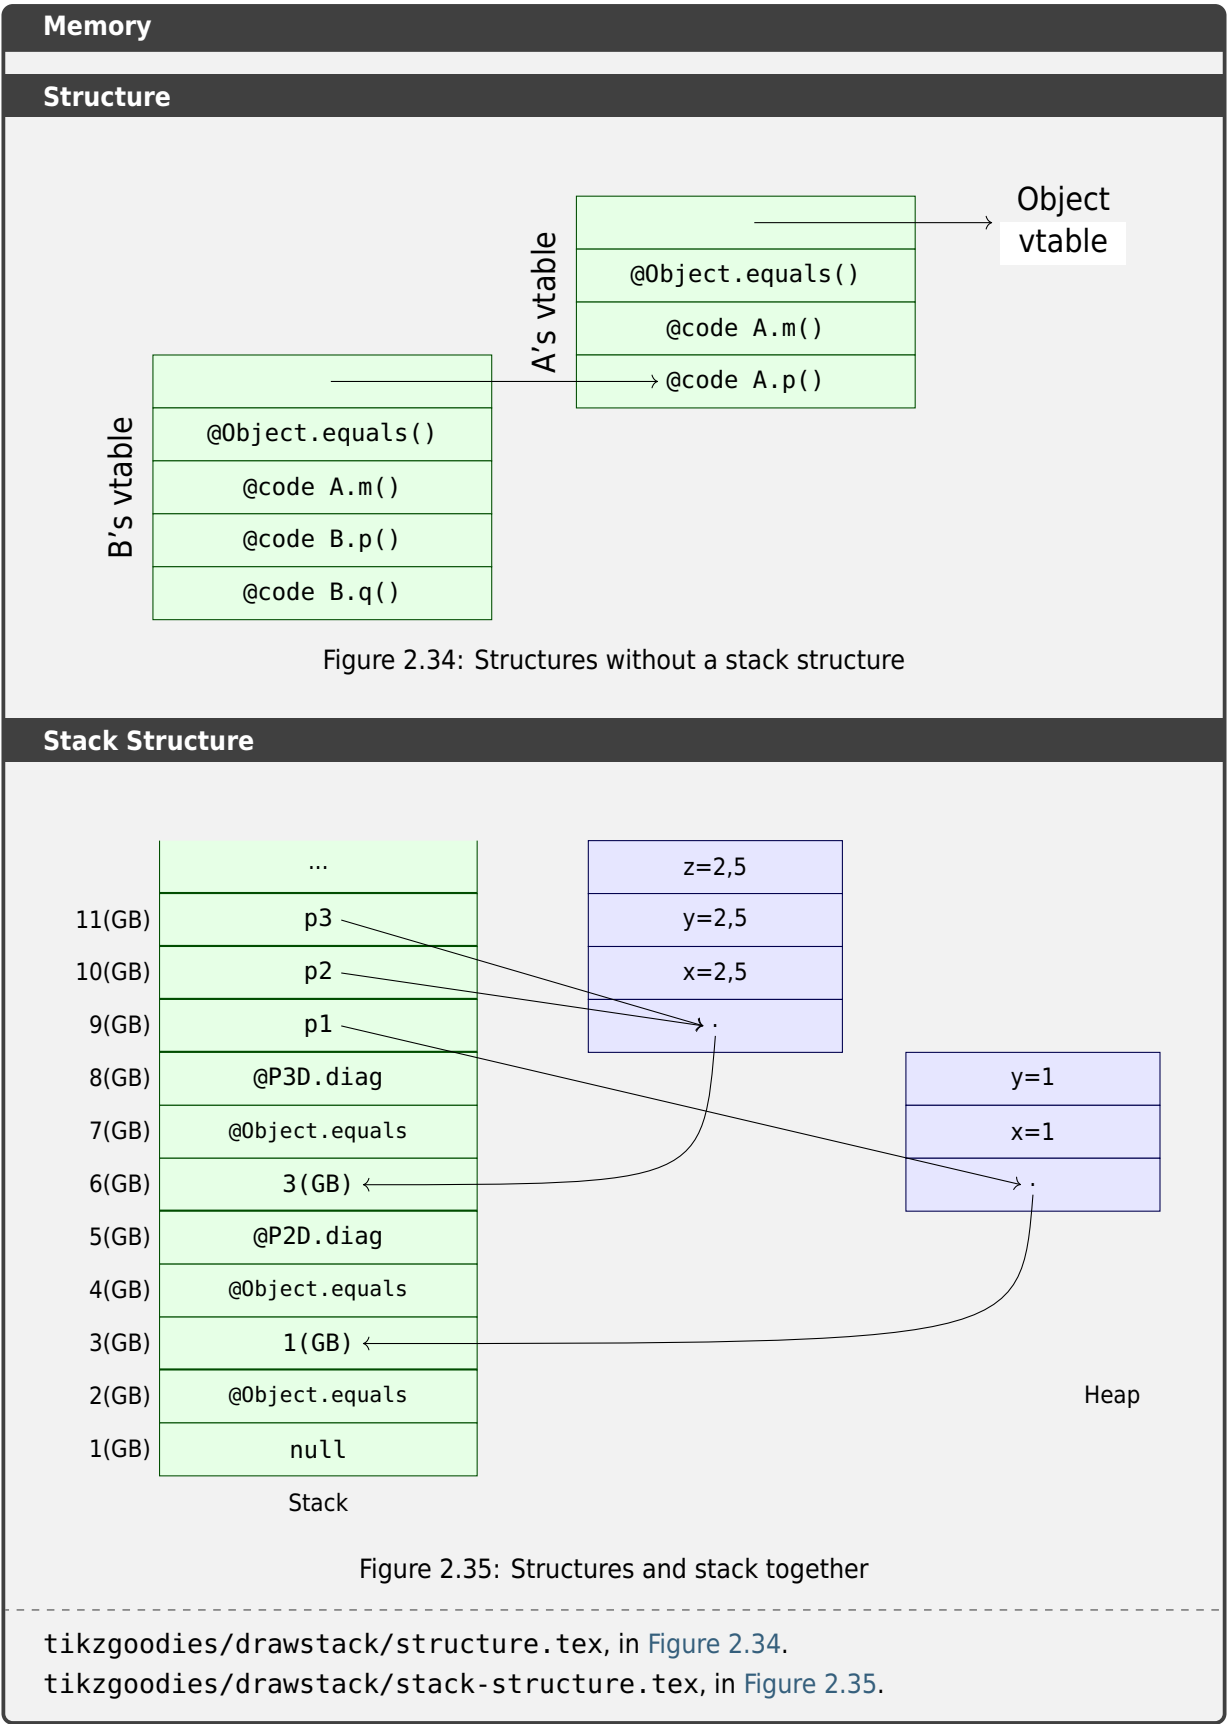 Memory
Structure
Object
vtable
A's vtable
@Object.equals()
@code A.m()
@code A.p()
B's vtable
@Object.equals()
@code A.m()
@code B.p()
@code B.q()
Figure 2.34: Structures without a stack structure
Stack Structure
...
11(GB) p3
10(GB) p2
9(GB) p1
8(GB) @P3D.diag
7(GB) @Object.equals
6(GB) 3(GB)
5(GB) @P2D.diag
4(GB) @Object.equals
3(GB) 1(GB)
2(GB) @Object.equals
1(GB) null
Stack
z=2,5
y=2,5
x=2,5
.
y=1
x=1
.
Heap
Figure 2.35: Structures and stack together
tikzgoodies/drawstack/structure.tex, in Figure 2.34.
tikzgoodies/drawstack/stack-structure.tex, in Figure 2.35.